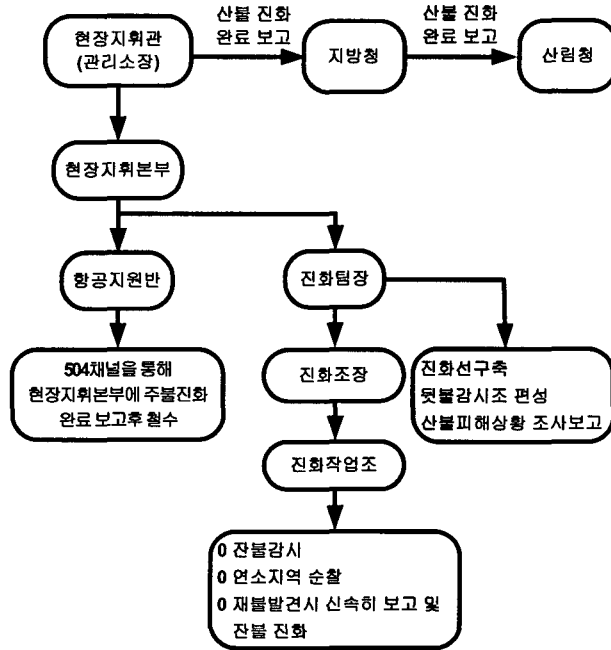 산불 진화
완료 보고
산불 진화
완료 보고
현장지휘관
(관리소장)
지방청
산림청
현장지휘본부
항공지원반
진화팀장
504채널을 통해
현장지휘본부에 주불진화
완료 보고후 철수
진화조장
진화선구축
뒷불감시조 편성
산불피해상황 조사보고
진화작업조
0 잔불감시
0 연소지역 순찰
0 재불발견시 신속히 보고 및
잔불 진화